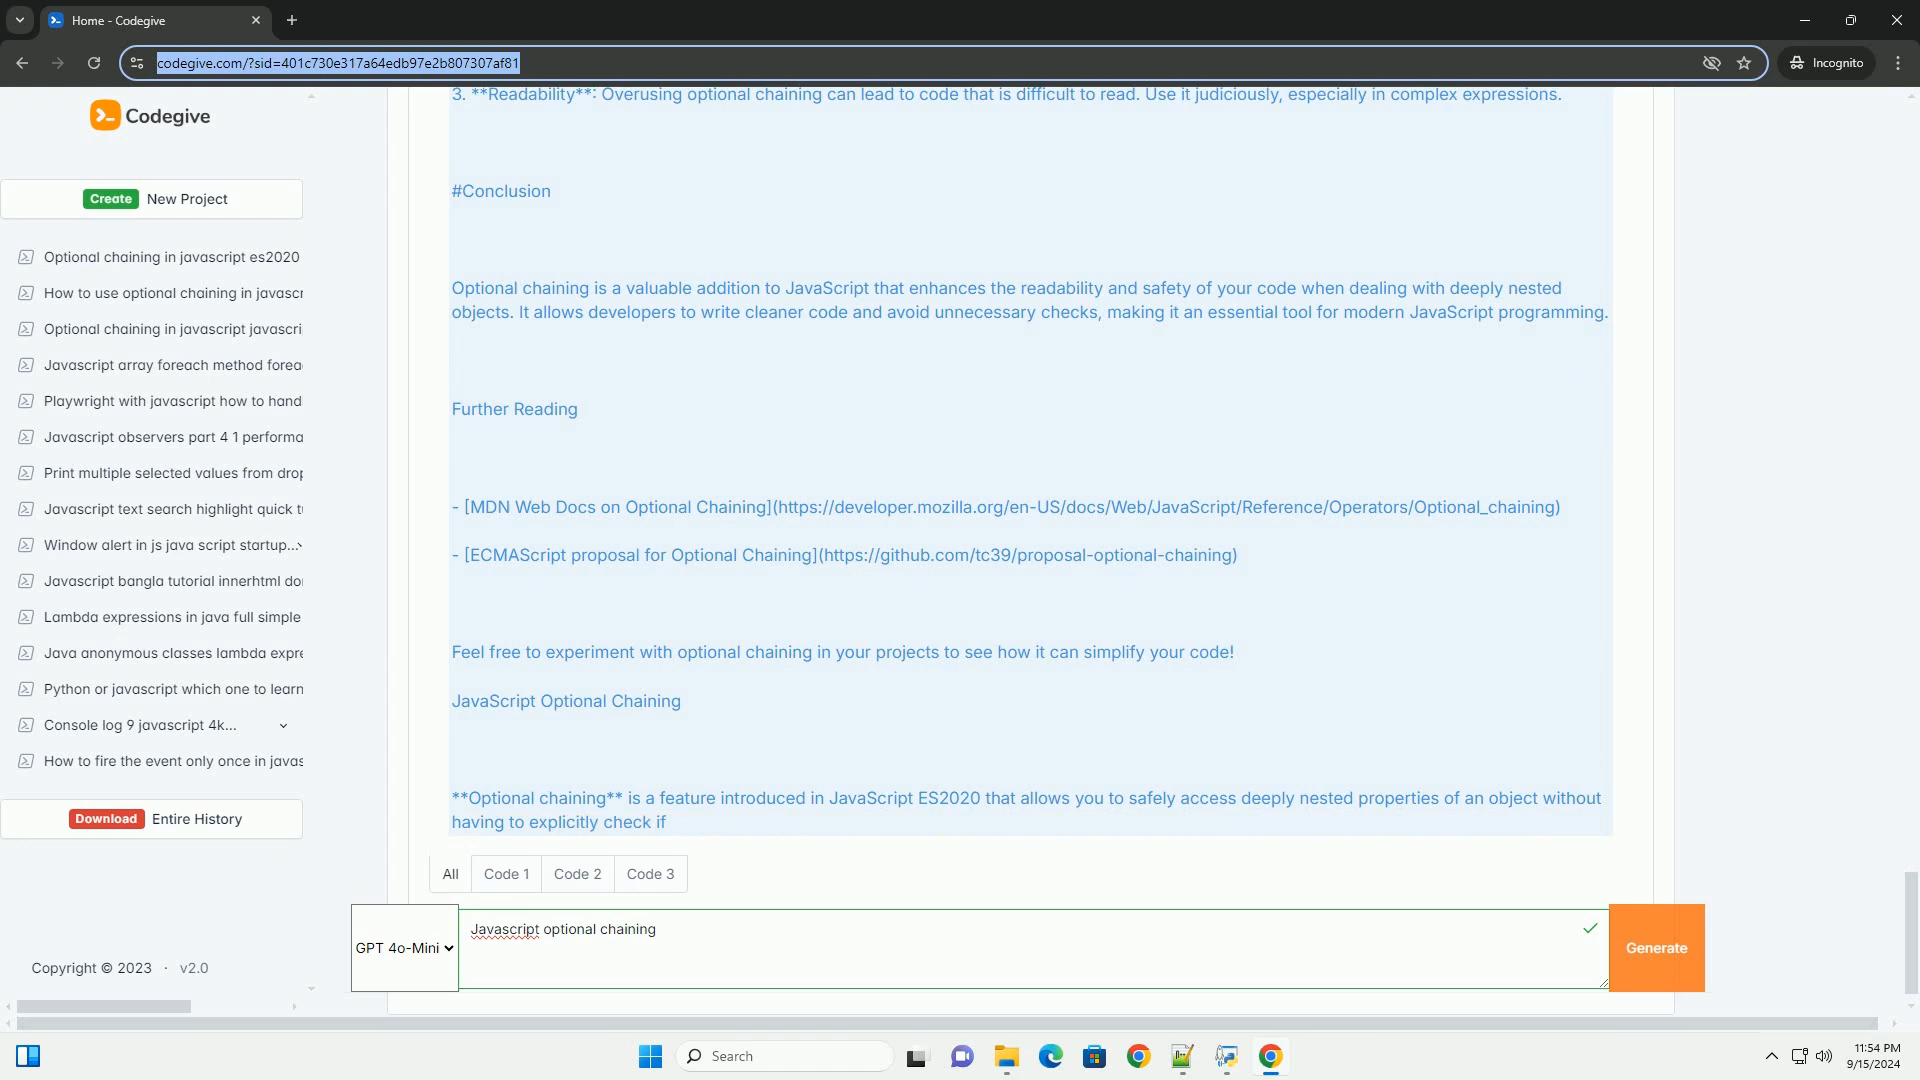 Home - Codegive
codegive.com/?sid=401c730e317a64edb97e2b807307af81
Incognito
Codegive
Create New Project
Optional chaining in javascript es2020
How to use optional chaining in javascr
Optional chaining in javascript javascri
Javascript array foreach method forea
Playwright with javascript how to hand
Javascript observers part 4 1 performa
Print multiple selected values from drop
Javascript text search highlight quick tu
Window alert in js java script startup...
Javascript bangla tutorial innerhtml do
Lambda expressions in java full simple
Java anonymous classes lambda expre
Python or javascript which one to learn
Console log 9 javascript 4k...
How to fire the event only once in javas
Download Entire History
Copyright © 2023 · v2.0
3. **Readability**: Overusing optional chaining can lead to code that is difficult to read. Use it judiciously, especially in complex expressions.
#Conclusion
Optional chaining is a valuable addition to JavaScript that enhances the readability and safety of your code when dealing with deeply nested
objects. It allows developers to write cleaner code and avoid unnecessary checks, making it an essential tool for modern JavaScript programming.
Further Reading
- [MDN Web Docs on Optional Chaining](https://developer.mozilla.org/en-US/docs/Web/JavaScript/Reference/Operators/Optional_chaining)
- [ECMAScript proposal for Optional Chaining](https://github.com/tc39/proposal-optional-chaining)
Feel free to experiment with optional chaining in your projects to see how it can simplify your code!
JavaScript Optional Chaining
**Optional chaining** is a feature introduced in JavaScript ES2020 that allows you to safely access deeply nested properties of an object without
having to explicitly check if
All Code 1 Code 2 Code 3
GPT 4o-Mini
Javascript optional chaining
Generate
Search
11:54 PM
9/15/2024